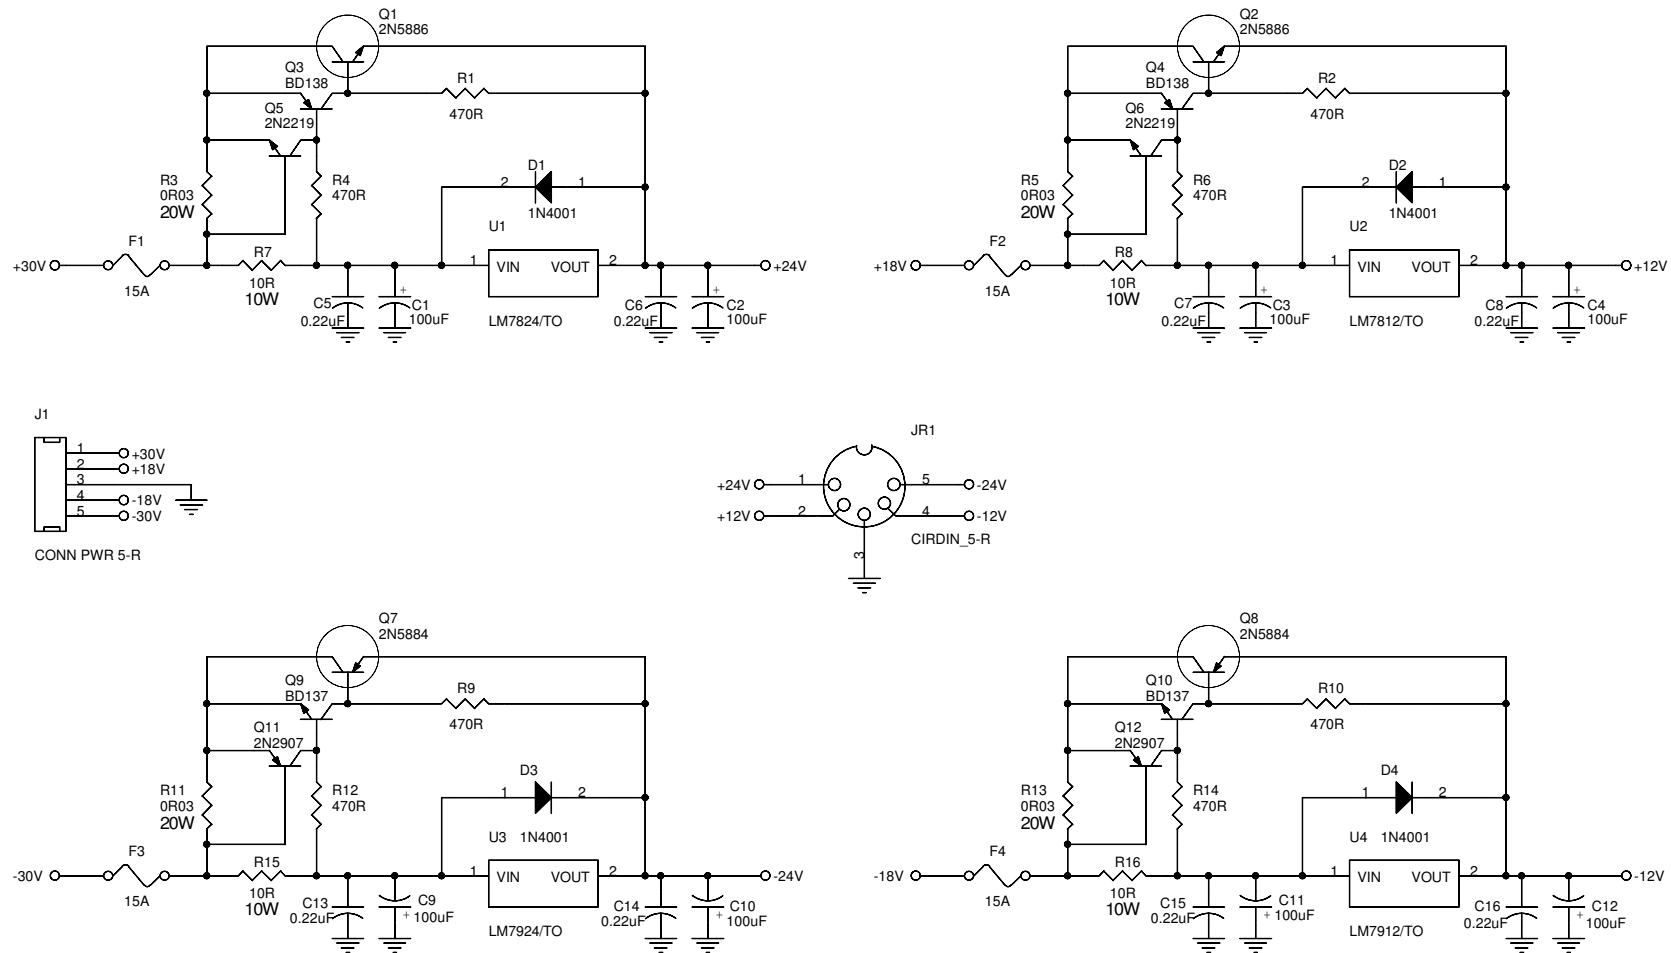 Q1
2N5886
Q3
BD138
Q5
2N2219
R1
470R
R3
0R03
20W
R4
470R
D1
2
1
1N4001
U1
F1
+30V
15A
R7
10R
10W
1
VIN
VOUT
2
+24V
C5
0.22uF
+
C1
100uF
LM7824/TO
C6
0.22uF
+
C2
100uF
Q2
2N5886
Q4
BD138
Q6
2N2219
R2
470R
R5
0R03
20W
R6
470R
D2
2
1
1N4001
U2
F2
+18V
15A
R8
10R
10W
1
VIN
VOUT
2
+12V
C7
0.22uF
+
C3
100uF
LM7812/TO
C8
0.22uF
+
C4
100uF
J1
1
+30V
2
+18V
3
4
-18V
5
-30V
CONN PWR 5-R
JR1
+24V
1
5
-24V
+12V
2
4
-12V
3
CIRDIN_5-R
Q7
2N5884
Q9
BD137
Q11
2N2907
R9
470R
R11
0R03
20W
R12
470R
D3
1
2
U3
1N4001
F3
-30V
15A
R15
10R
10W
1
VIN
VOUT
2
-24V
C13
0.22uF
C9
+
100uF
LM7924/TO
C14
0.22uF
C10
+
100uF
Q8
2N5884
Q10
BD137
Q12
2N2907
R10
470R
R13
0R03
20W
R14
470R
D4
1
2
U4
1N4001
F4
-18V
15A
R16
10R
10W
1
VIN
VOUT
2
-12V
C15
0.22uF
C11
+
100uF
LM7912/TO
C16
0.22uF
C12
+
100uF